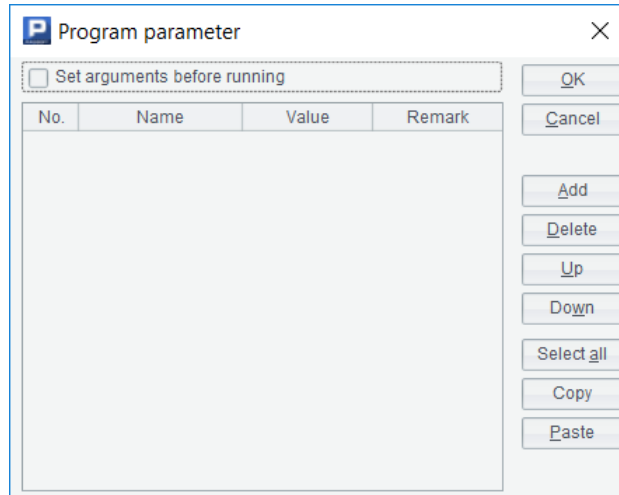 Program parameter
Set arguments before running
No. Name Value Remark
OK
Cancel
Add
Delete
Up
Down
Select all
Copy
Paste